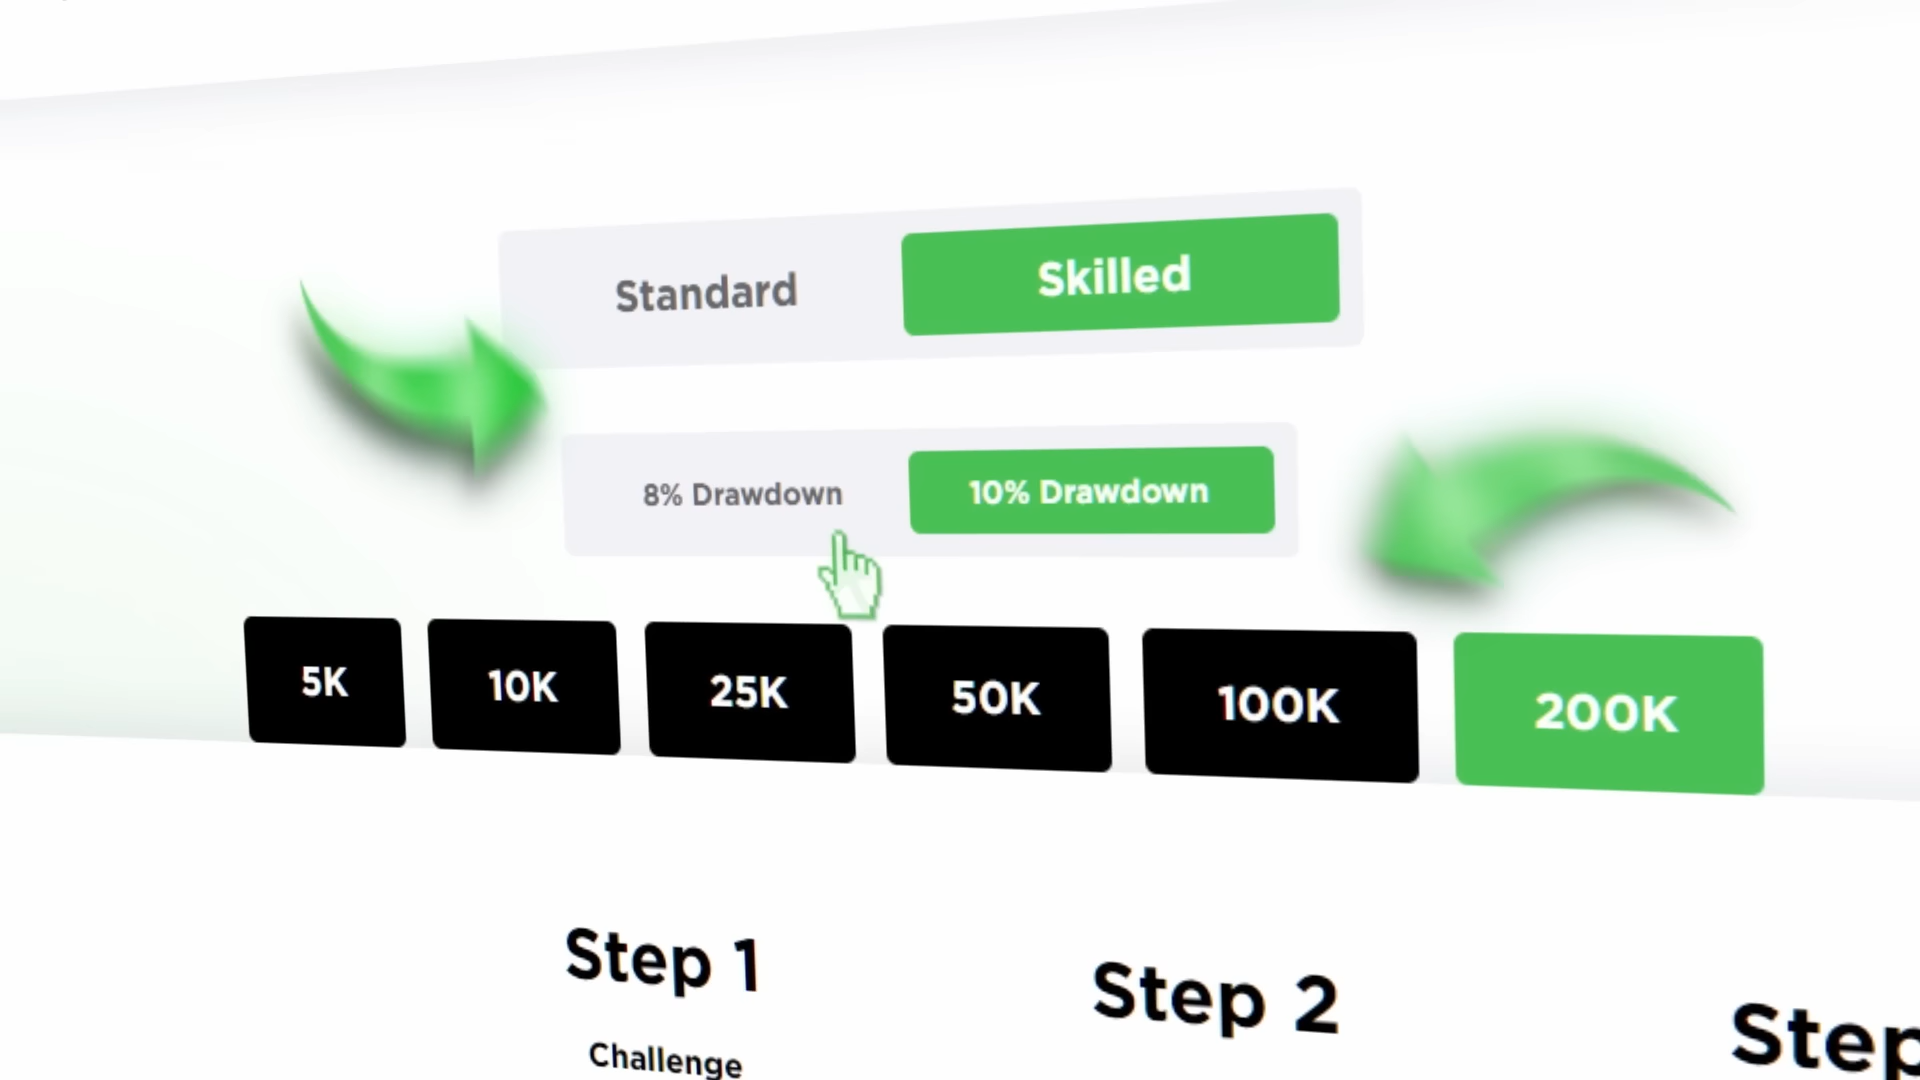 Standard Skilled
8% Drawdown 10% Drawdown
5K 10K 25K 50K 100K 200K
Step 1 Step 2 Step
Challenge